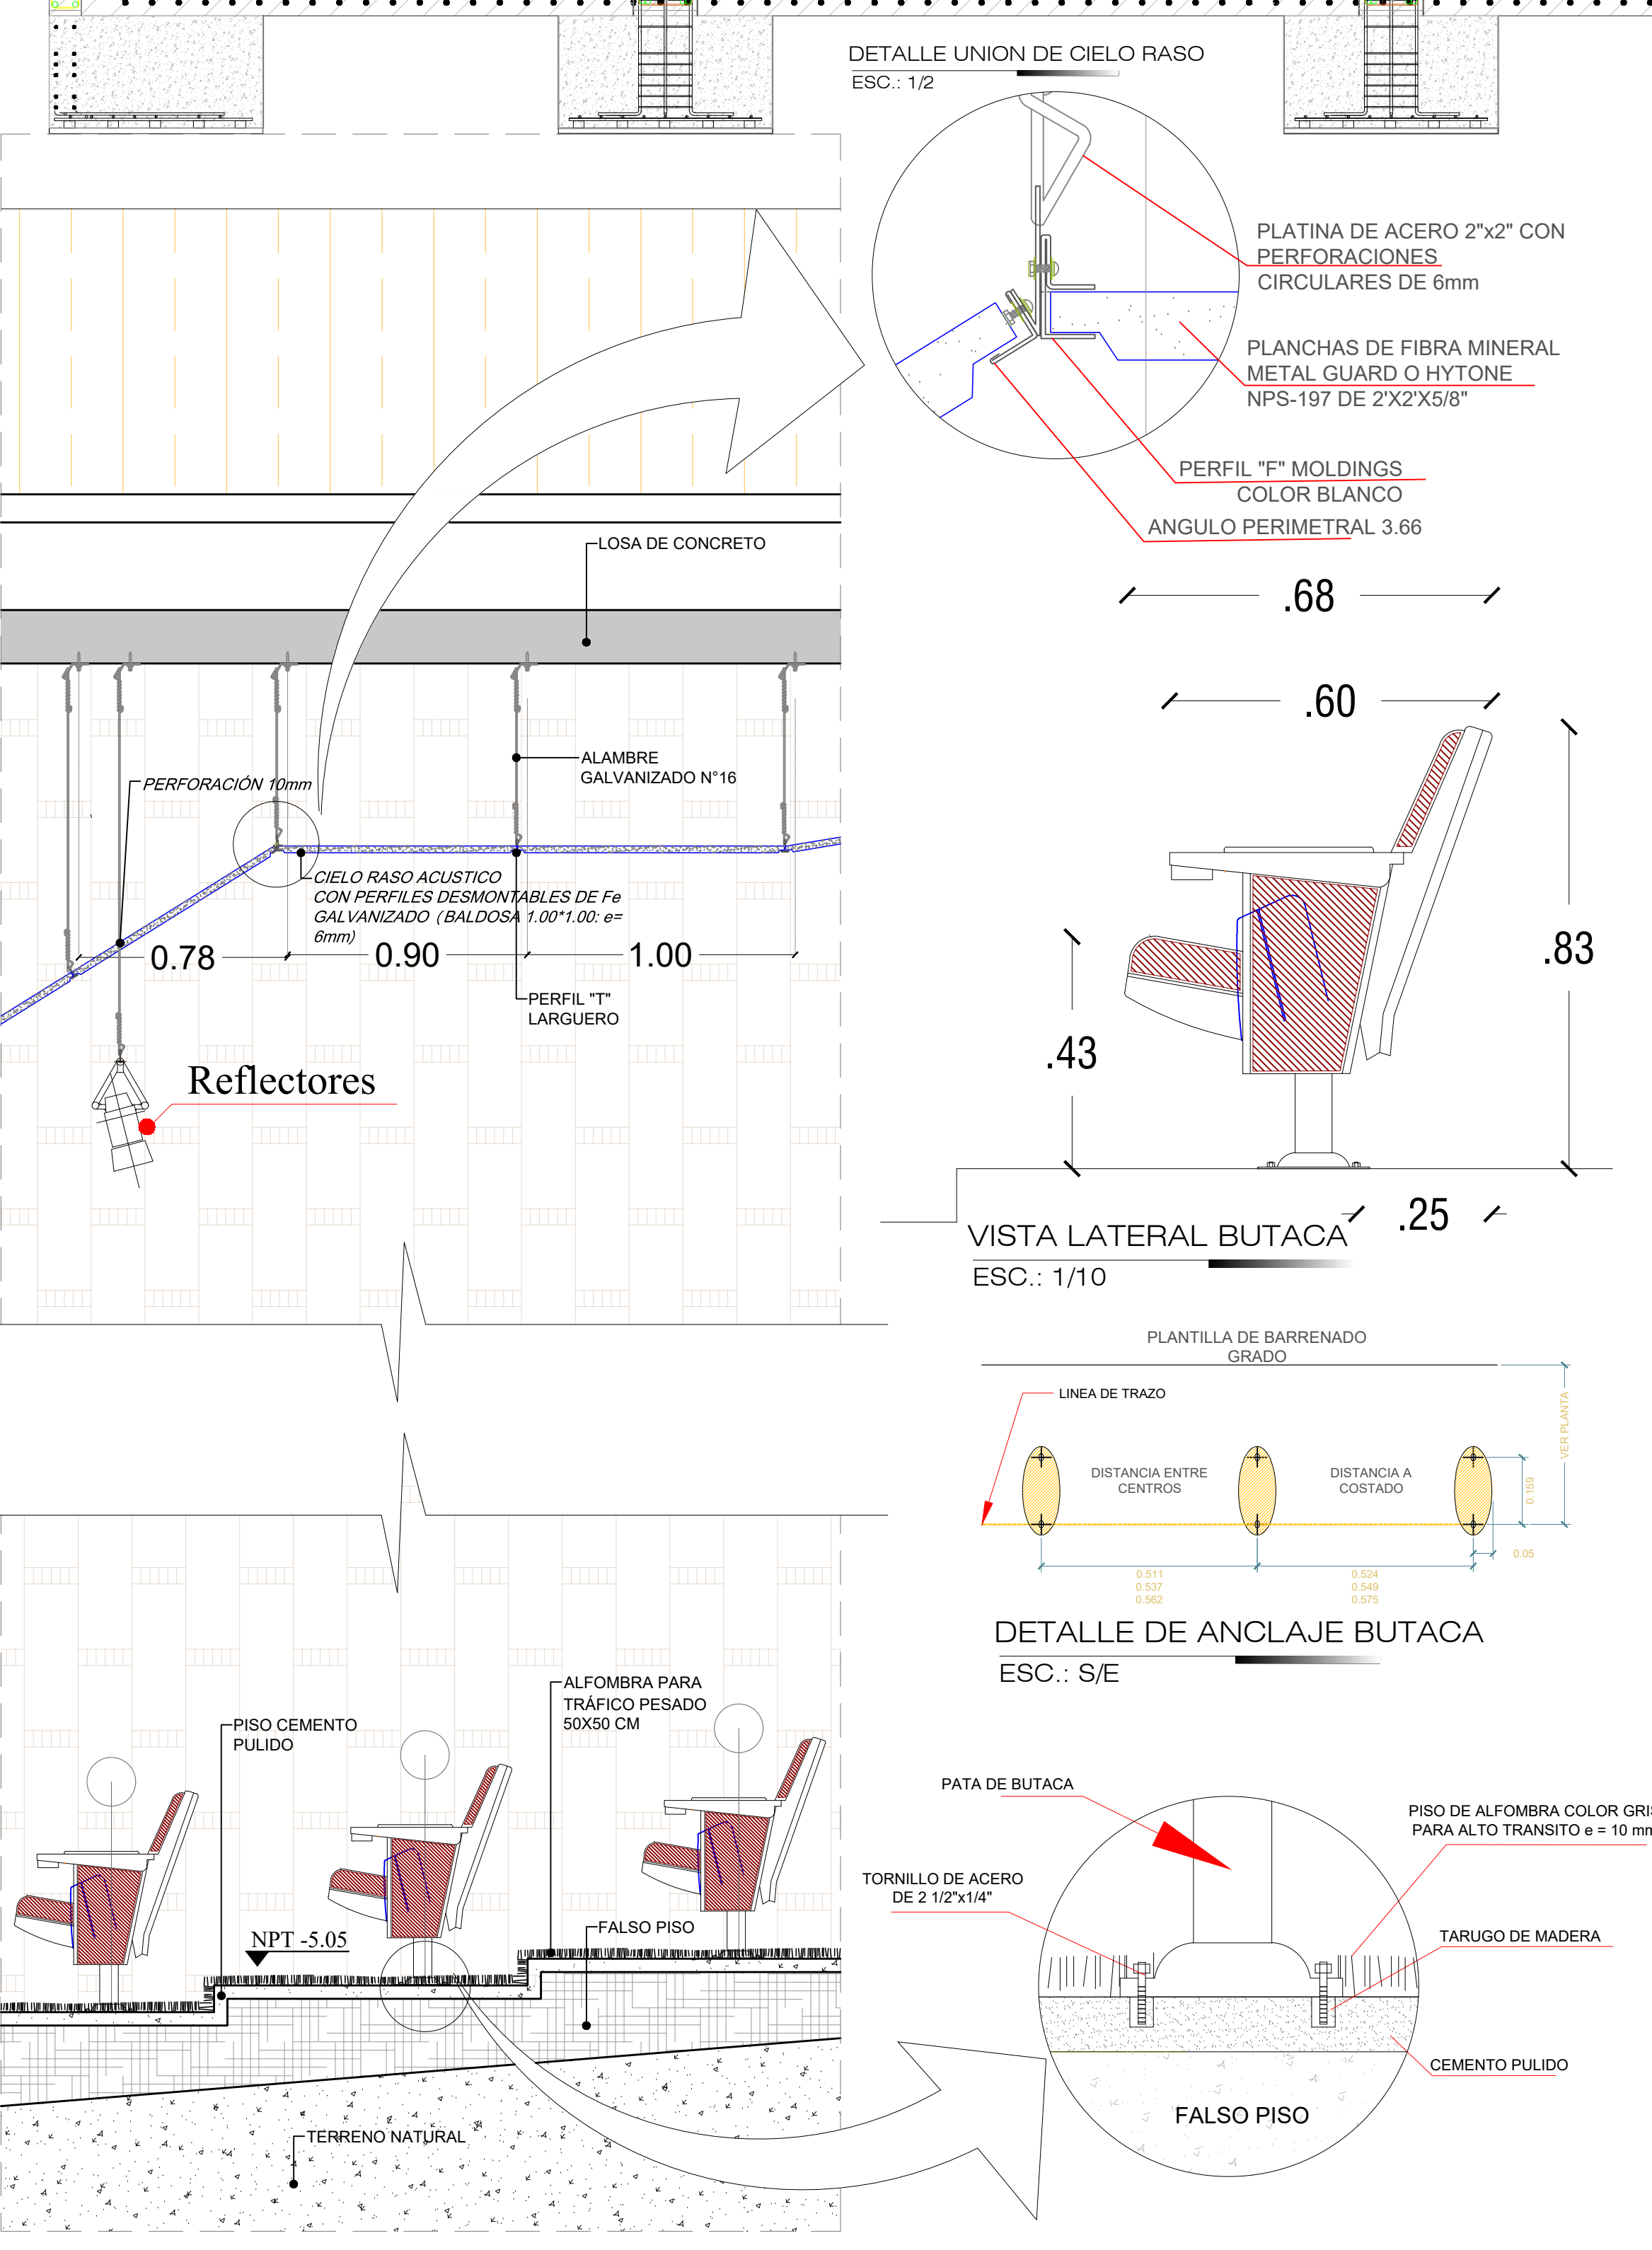 DETALLE UNION DE CIELO RASO
ESC.: 1/2
PLATINA DE ACERO 2"x2" CON
PERFORACIONES
CIRCULARES DE 6mm
PLANCHAS DE FIBRA MINERAL
METAL GUARD O HYTONE
NPS-197 DE 2'X2'X5/8"
PERFIL "F" MOLDINGS
COLOR BLANCO
ANGULO PERIMETRAL 3.66
LOSA DE CONCRETO
ALAMBRE
GALVANIZADO N°16
PERFORACIÓN 10mm
CIELO RASO ACUSTICO
CON PERFILES DESMONTABLES DE Fe
GALVANIZADO (BALDOSA 1.00*1.00: e=
6mm)
0.78
0.90
1.00
PERFIL "T"
LARGUERO
Reflectores
.68
.60
.83
.43
.25
VISTA LATERAL BUTACA
ESC.: 1/10
PLANTILLA DE BARRENADO
GRADO
LINEA DE TRAZO
VER PLANTA
DISTANCIA ENTRE
CENTROS
DISTANCIA A
COSTADO
0.159
0.05
0.511
0.537
0.562
0.524
0.549
0.575
DETALLE DE ANCLAJE BUTACA
ESC.: S/E
ALFOMBRA PARA
TRÁFICO PESADO
50X50 CM
PISO CEMENTO
PULIDO
NPT -5.05
FALSO PISO
TERRENO NATURAL
PATA DE BUTACA
PISO DE ALFOMBRA COLOR GRIS
PARA ALTO TRANSITO e = 10 mm
TORNILLO DE ACERO
DE 2 1/2"x1/4"
TARUGO DE MADERA
CEMENTO PULIDO
FALSO PISO